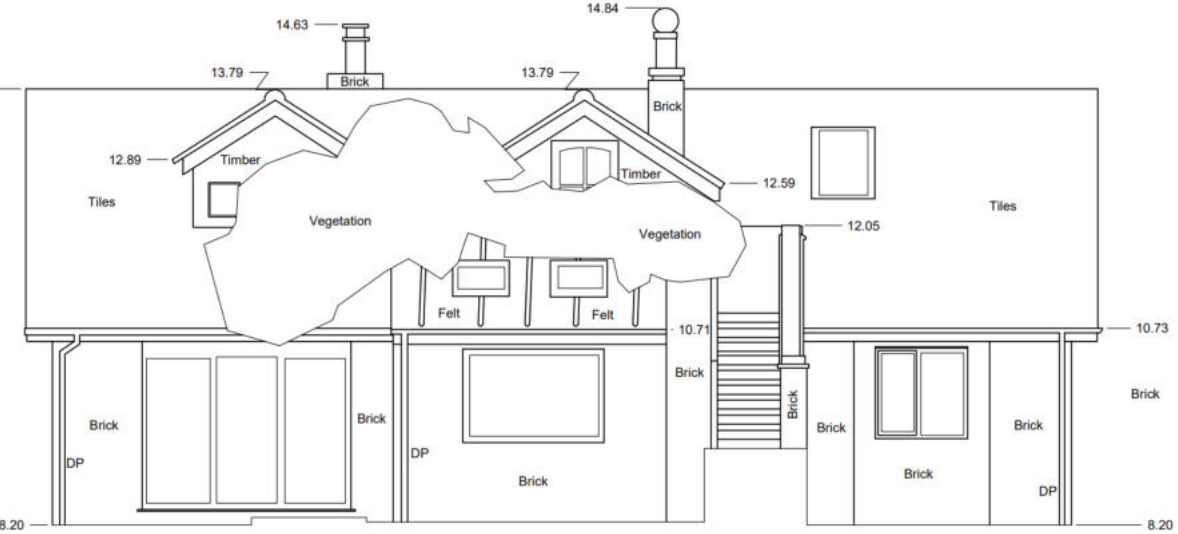 14.84
14.63
13.79
13.79
Brick
Brick
12.89
Timber
Timber
12.59
Tiles
Tiles
Vegetation
Vegetation
12.05
Felt
Felt
10.71
10.73
Brick
Brick
Brick
Brick
Brick
Brick
Brick
DP
DP
Brick
Brick
DP
8.20
8.20